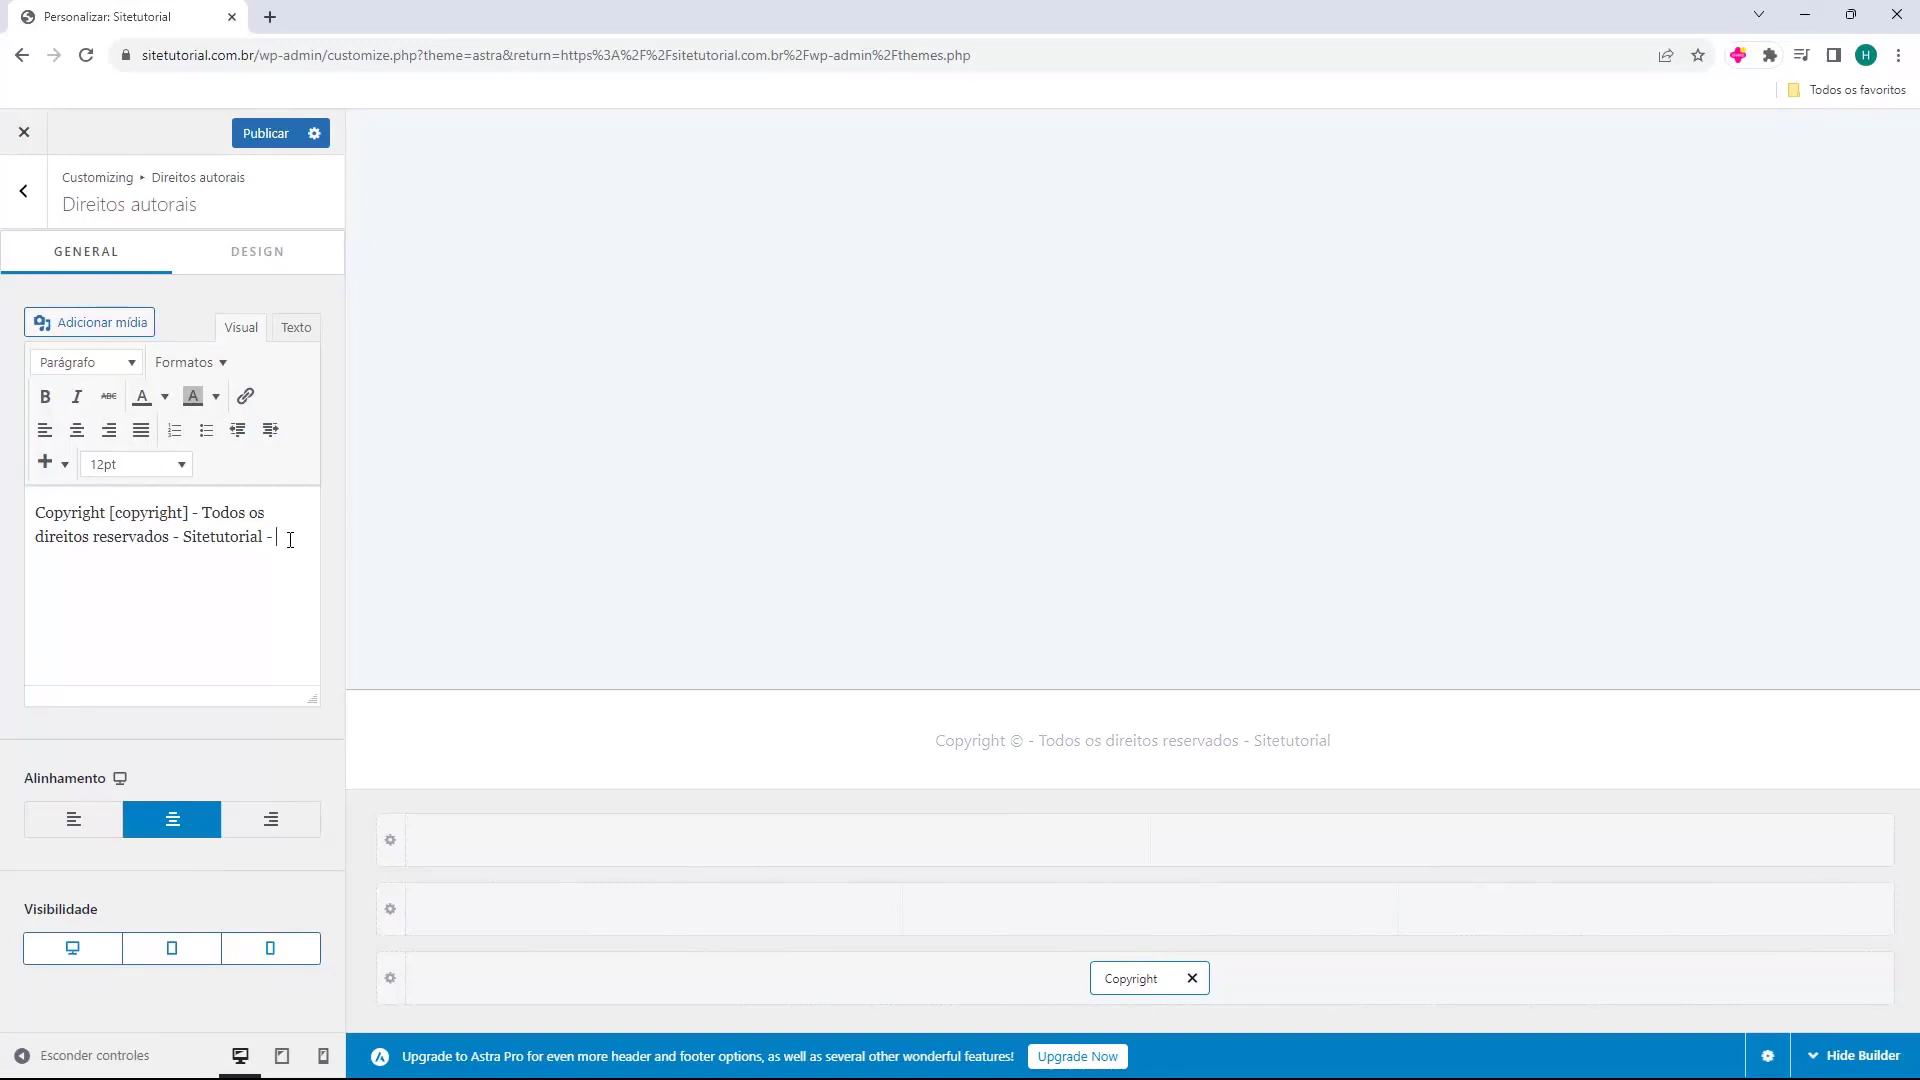 Personalizar: Sitetutorial
sitetutorial.com.br/wp-admin/customize.php?theme=astra&return=https%3A%2F%2Fsitetutorial.com.br%2Fwp-admin%2Fthemes.php
H
Todos os favoritos
Publicar
Customizing ▸ Direitos autorais
Direitos autorais
GENERAL
DESIGN
Adicionar mídia
Visual
Texto
Parágrafo
Formatos
B I ABC A A
12pt
Copyright [copyright] - Todos os
direitos reservados - Sitetutorial -
Copyright © - Todos os direitos reservados - Sitetutorial
Alinhamento
Visibilidade
Copyright
Esconder controles
Upgrade to Astra Pro for even more header and footer options, as well as several other wonderful features!
Upgrade Now
Hide Builder